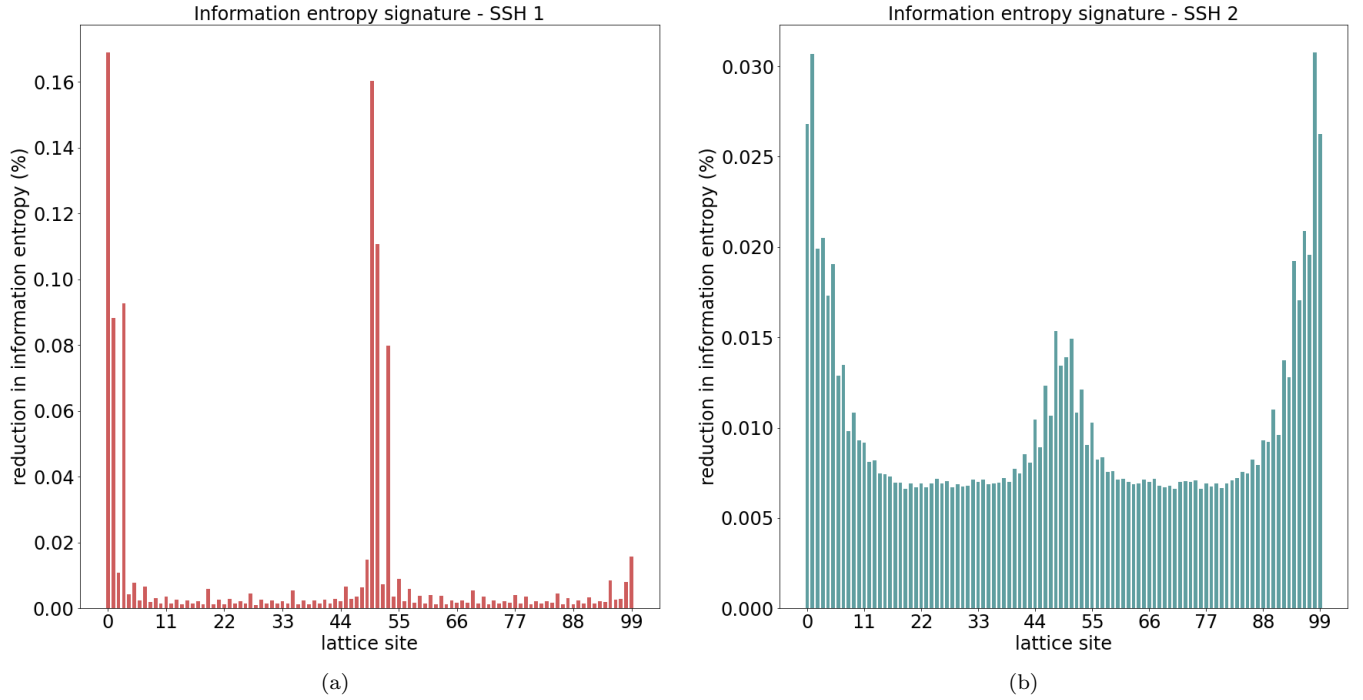 Information entropy signature - SSH 1
reduction in information entropy (%)
0.16
0.14
0.12
0.10
0.08
0.06
0.04
0.02
0.00
0 11 22 33 44 55 66 77 88 99
lattice site
(a)
Information entropy signature - SSH 2
reduction in information entropy (%)
0.030
0.025
0.020
0.015
0.010
0.005
0.000
0 11 22 33 44 55 66 77 88 99
lattice site
(b)